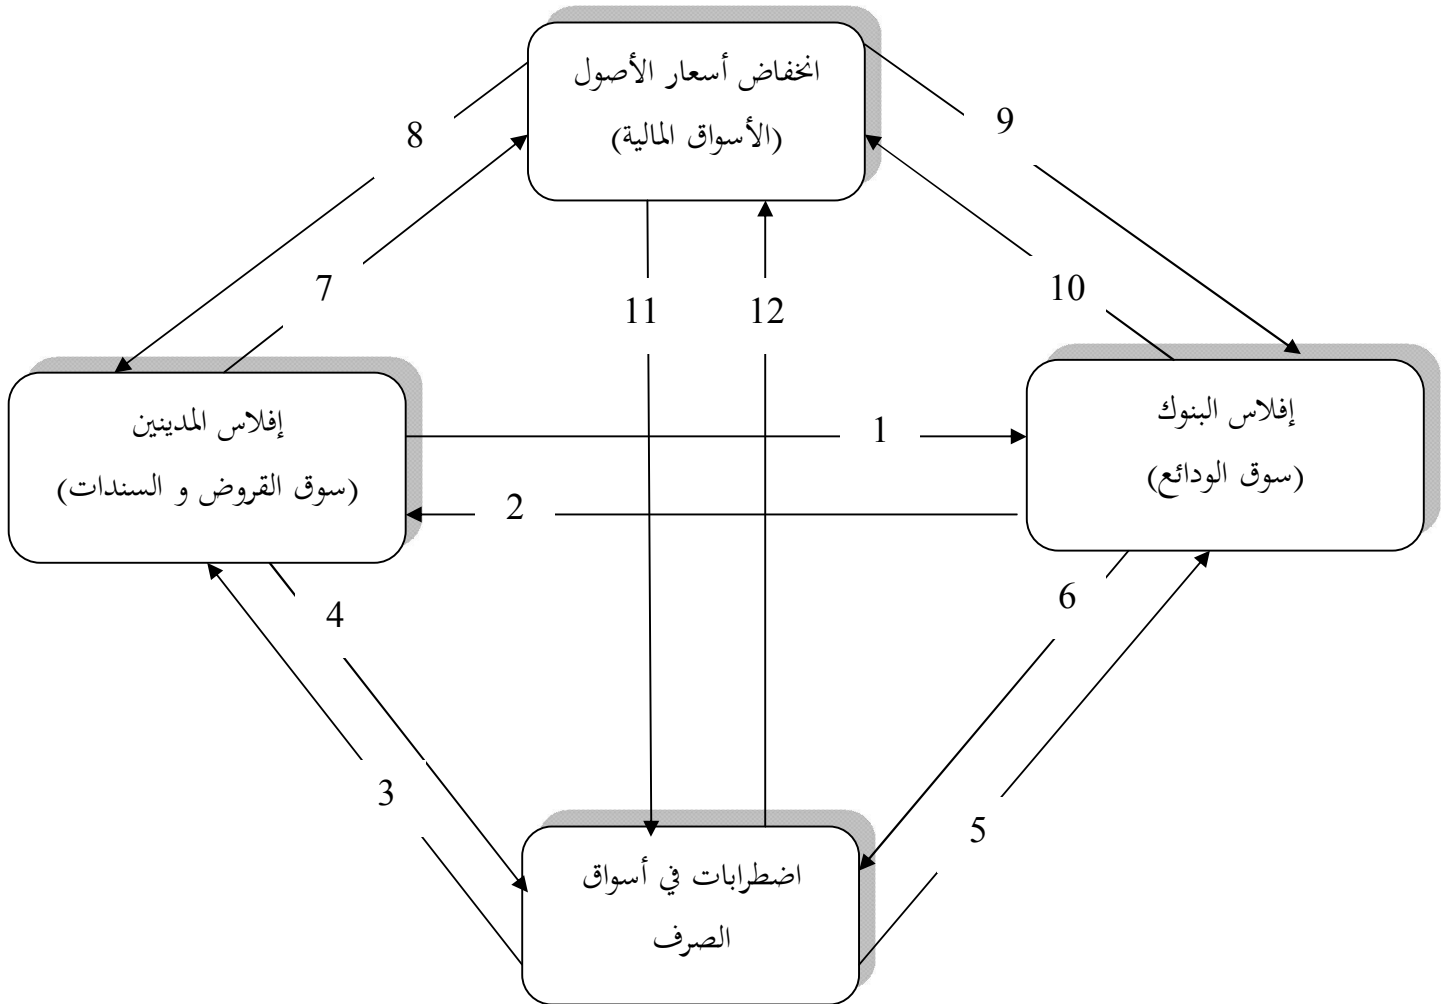 انخفاض أسعار الأصول
(الأسواق المالية)
9
8
7
10
11
12
إفلاس البنوك
(سوق الودائع)
إفلاس المدينين
(سوق القروض و السندات)
1
2
6
4
3
5
اضطرابات في أسواق
الصرف